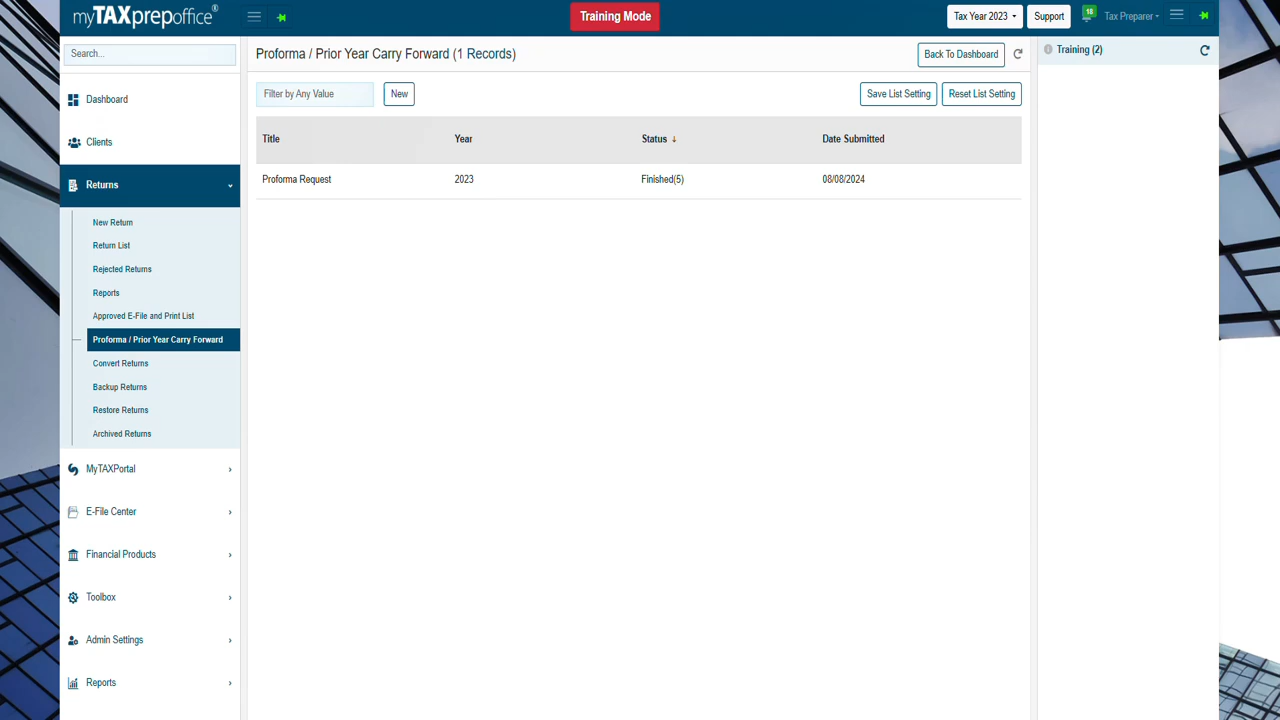 myTAXprepoffice®
Training Mode
Tax Year 2023
Support
18
Tax Preparer
Search...
Proforma / Prior Year Carry Forward (1 Records)
Back To Dashboard
Training (2)
Filter by Any Value
New
Save List Setting
Reset List Setting
Dashboard
Clients
Returns
New Return
Return List
Rejected Returns
Reports
Approved E-File and Print List
Proforma / Prior Year Carry Forward
Convert Returns
Backup Returns
Restore Returns
Archived Returns
MyTAXPortal
E-File Center
Financial Products
Toolbox
Admin Settings
Reports
Title Year Status ↓ Date Submitted
Proforma Request 2023 Finished(5) 08/08/2024